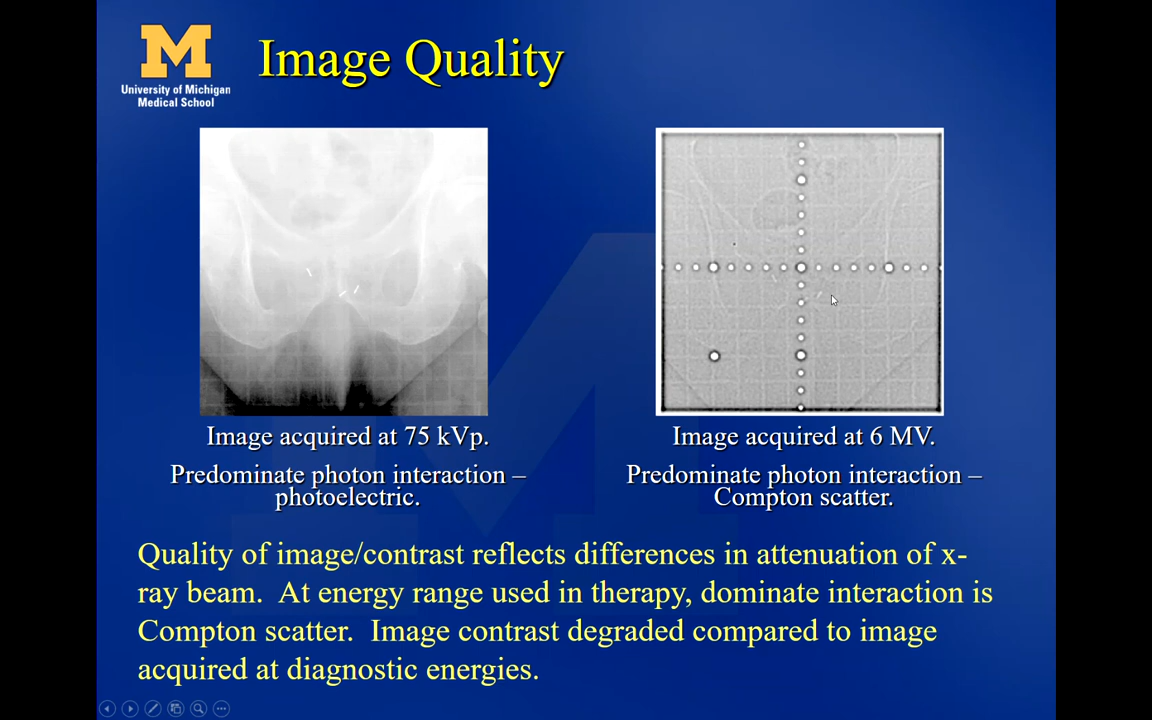 University of Michigan
Medical School
Image Quality
Image acquired at 75 kVp.
Predominate photon interaction –
photoelectric.
Image acquired at 6 MV.
Predominate photon interaction –
Compton scatter.
Quality of image/contrast reflects differences in attenuation of x-
ray beam.  At energy range used in therapy, dominate interaction is
Compton scatter.  Image contrast degraded compared to image
acquired at diagnostic energies.